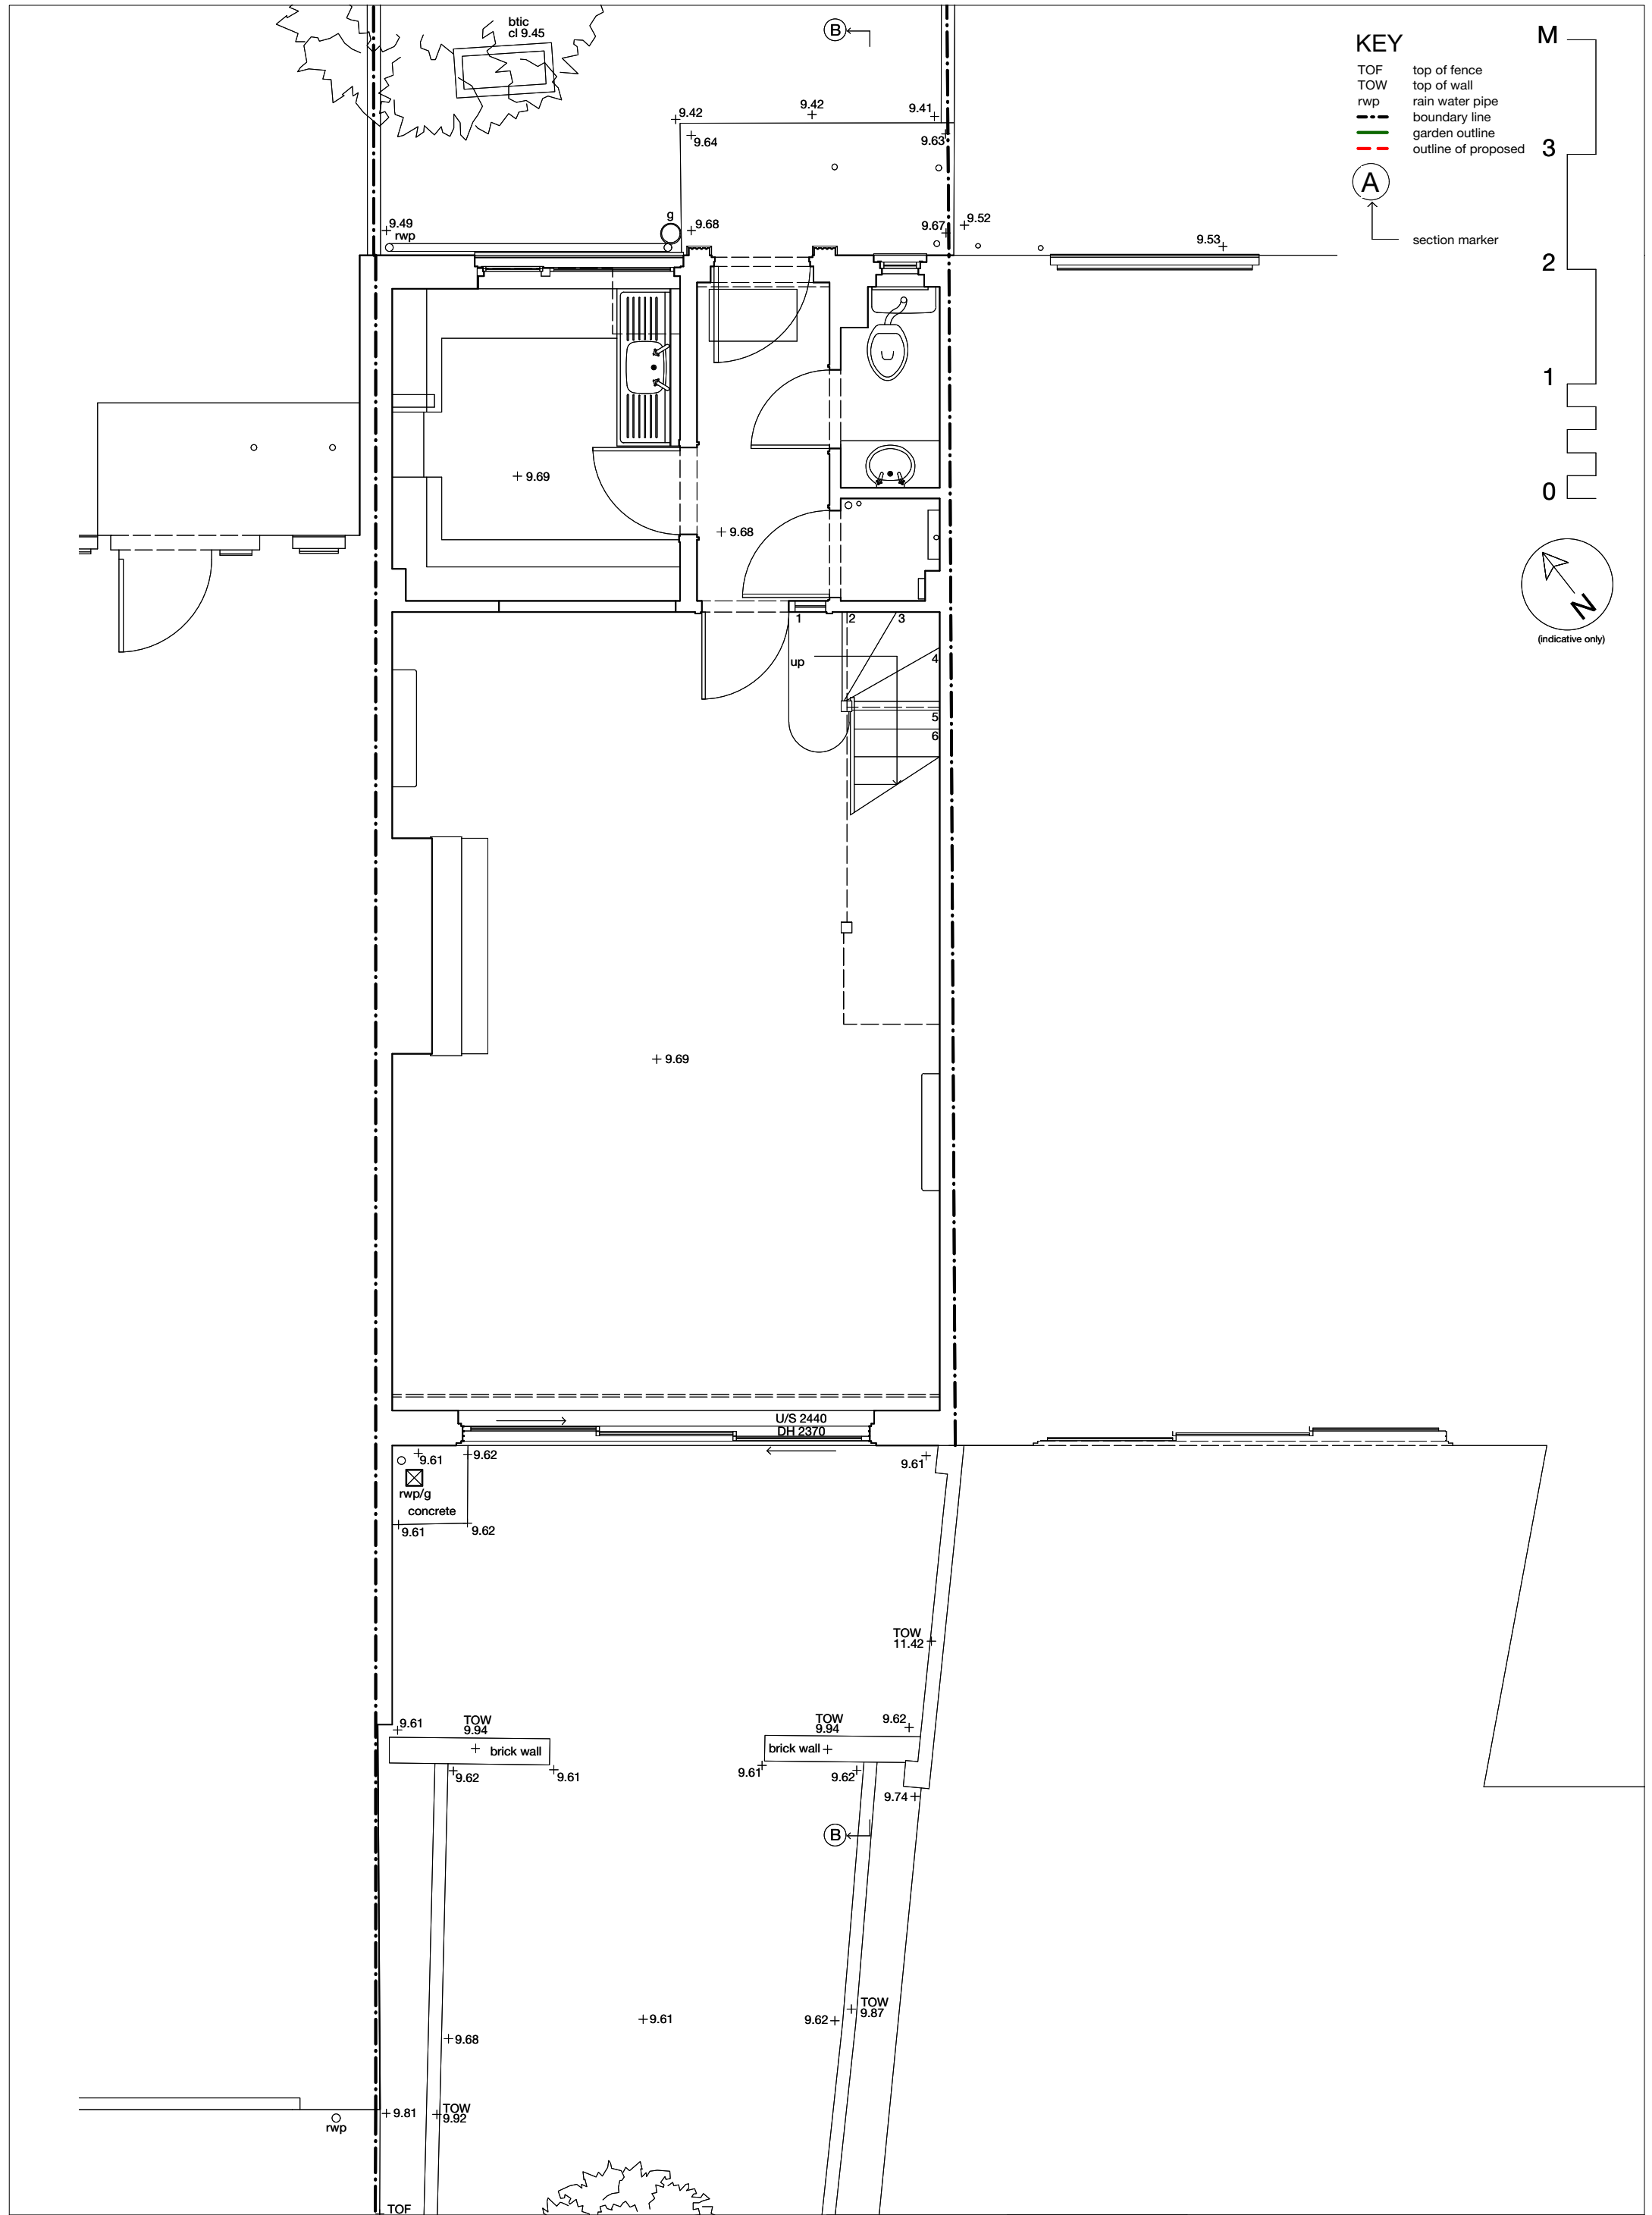 btic
cl 9.45
B
9.42
9.42
9.41
9.64
9.63
9.49
rwp
g
9.68
9.67
9.52
9.53
KEY
TOF top of fence
TOW top of wall
rwp rain water pipe
boundary line
garden outline
outline of proposed
A
section marker
M
3
2
1
0
N
(indicative only)
9.69
9.68
1
2
3
up
4
5
6
9.69
U/S 2440
DH 2370
9.61
9.62
9.61
rwp/g
concrete
9.61
9.62
TOW
11.42
9.61
TOW
9.94
TOW
9.94
9.62
brick wall
brick wall
9.62
9.61
9.61
9.62
9.74
B
9.61
9.62
TOW
9.87
9.68
9.81
TOW
9.92
rwp
TOF